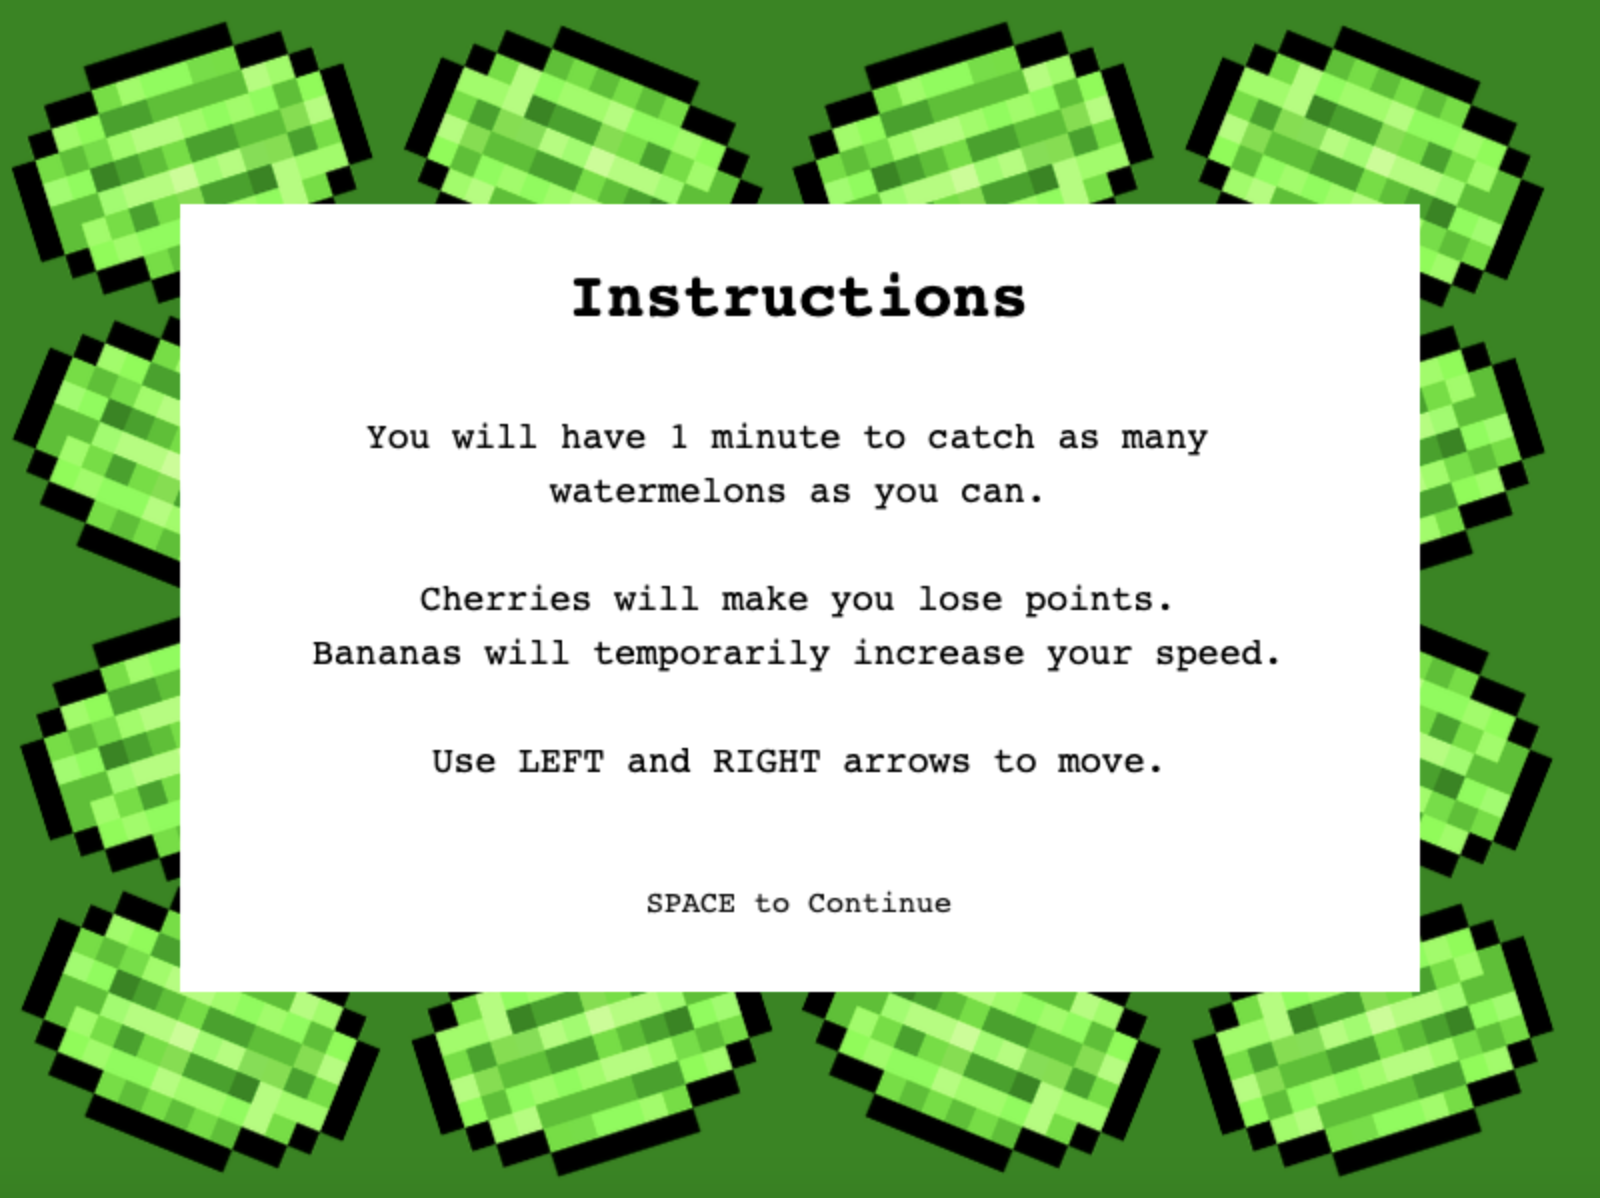 Instructions
You will have 1 minute to catch as many
watermelons as you can.
Cherries will make you lose points.
Bananas will temporarily increase your speed.
Use LEFT and RIGHT arrows to move.
SPACE to Continue